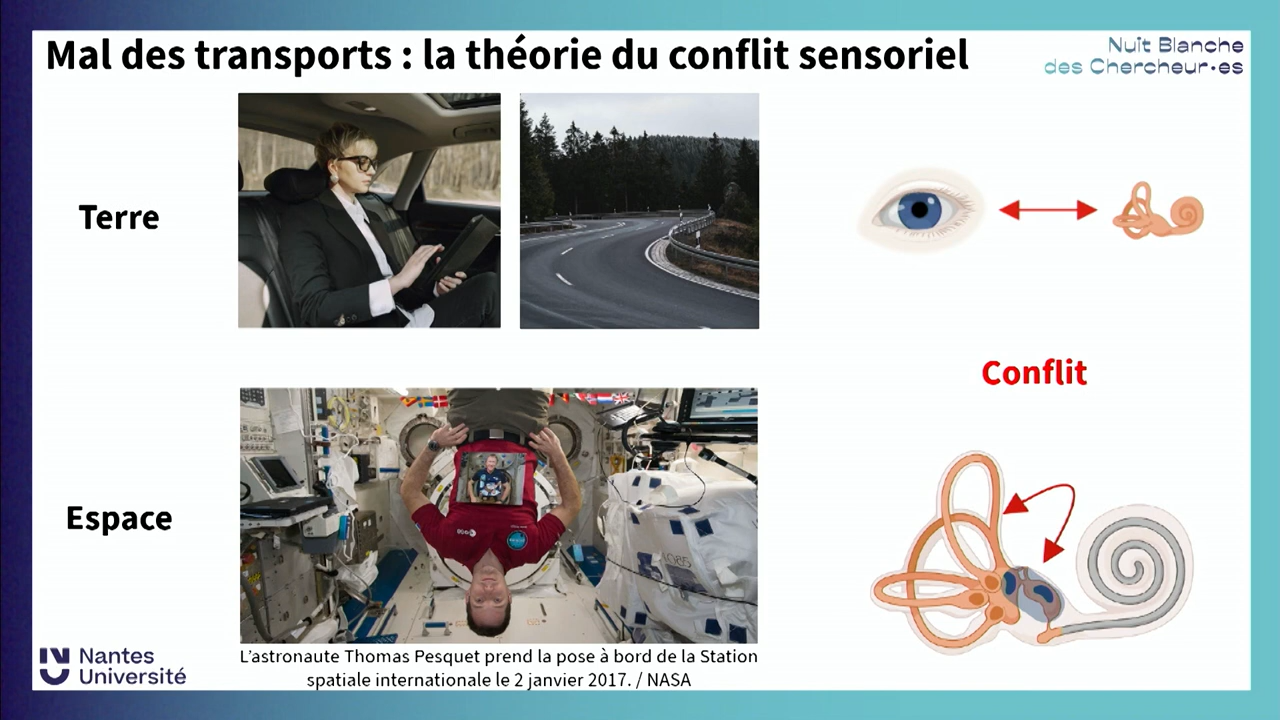 Mal des transports : la théorie du conflit sensoriel
Nuit Blanche
des Chercheur·es
Terre
Conflit
Espace
L’astronaute Thomas Pesquet prend la pose à bord de la Station
spatiale internationale le 2 janvier 2017. / NASA
Nantes
Université